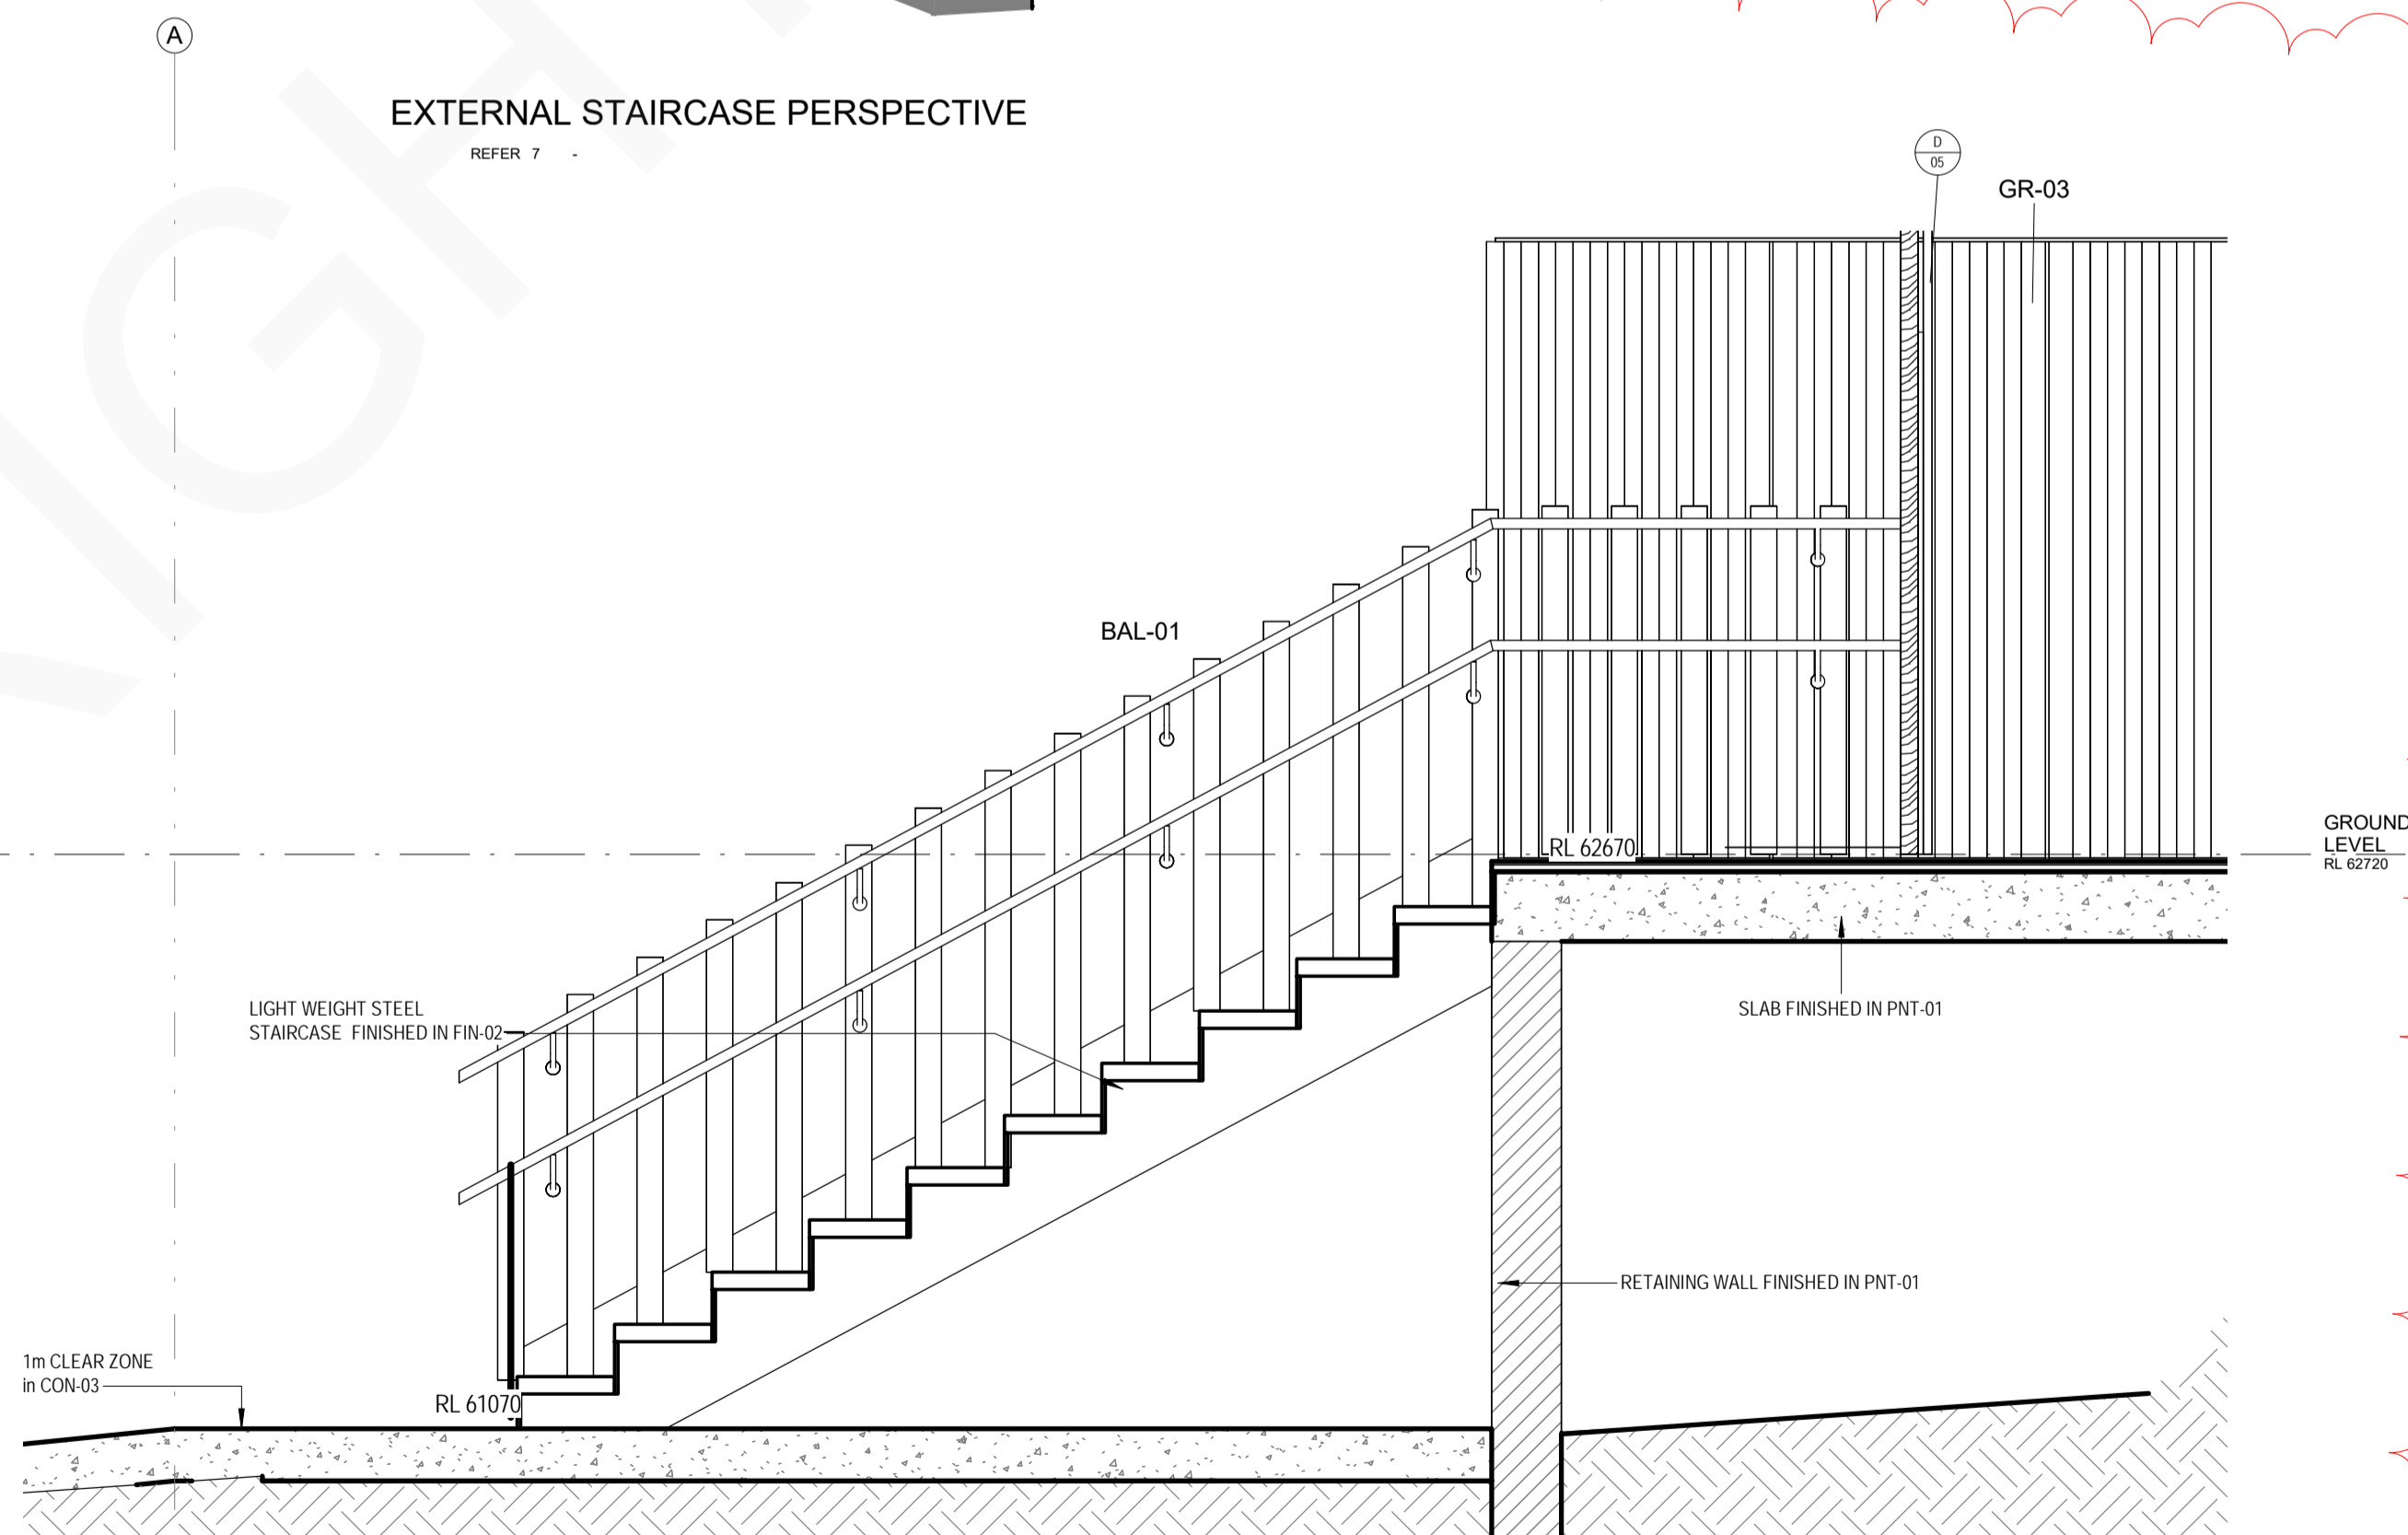 A
EXTERNAL STAIRCASE PERSPECTIVE
REFER 7 -
D
05
GR-03
BAL-01
RL 62670
GROUND
LEVEL
RL 62720
LIGHT WEIGHT STEEL
STAIRCASE FINISHED IN FIN-02
SLAB FINISHED IN PNT-01
RETAINING WALL FINISHED IN PNT-01
1m CLEAR ZONE
in CON-03
RL 61070